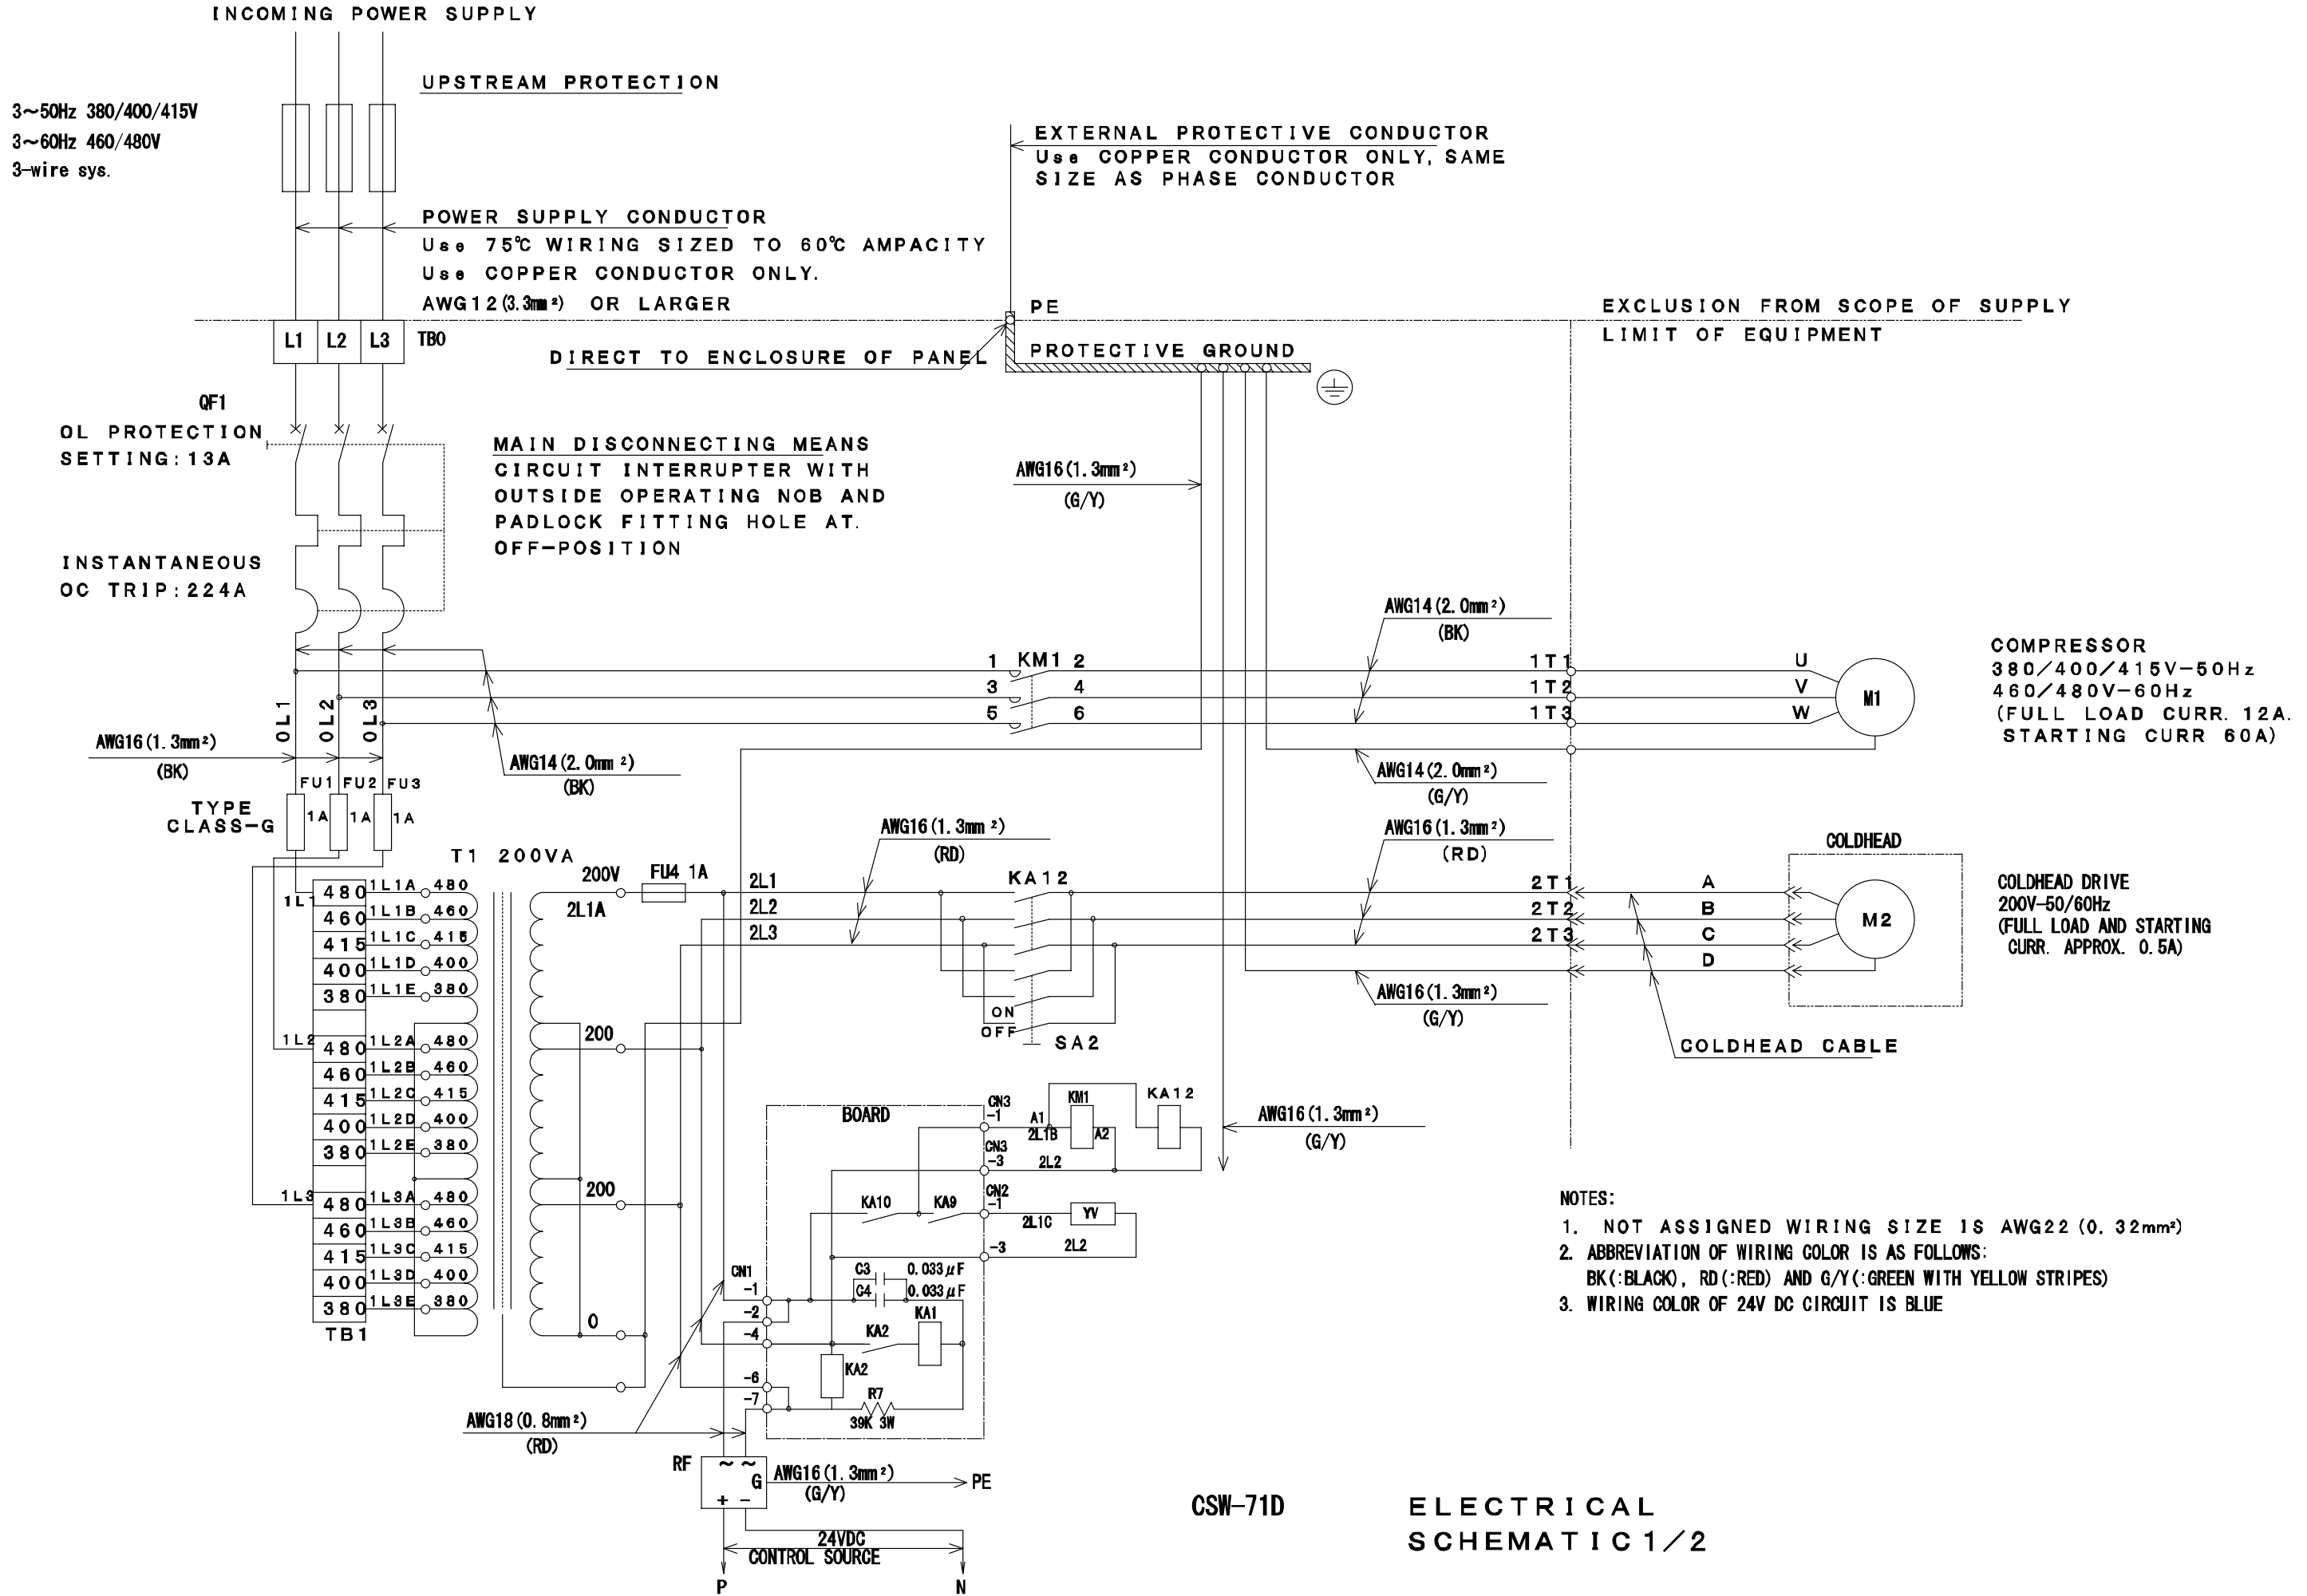 INCOMING POWER SUPPLY
UPSTREAM PROTECTION
3~50Hz 380/400/415V
3~60Hz 460/480V
3-wire sys.
EXTERNAL PROTECTIVE CONDUCTOR
Use COPPER CONDUCTOR ONLY, SAME
SIZE AS PHASE CONDUCTOR
POWER SUPPLY CONDUCTOR
Use 75℃ WIRING SIZED TO 60℃ AMPACITY
Use COPPER CONDUCTOR ONLY.
AWG12(3.3mm²) OR LARGER
PE
EXCLUSION FROM SCOPE OF SUPPLY
LIMIT OF EQUIPMENT
L1 L2 L3 TB0
DIRECT TO ENCLOSURE OF PANEL
PROTECTIVE GROUND
QF1
OL PROTECTION
SETTING:13A
MAIN DISCONNECTING MEANS
CIRCUIT INTERRUPTER WITH
OUTSIDE OPERATING NOB AND
PADLOCK FITTING HOLE AT.
OFF-POSITION
AWG16(1.3mm²)
(G/Y)
INSTANTANEOUS
OC TRIP:224A
AWG14(2.0mm²)
(BK)
1 KM1 2
3 4
5 6
1T1
1T2
1T3
U
V
W
M1
COMPRESSOR
380/400/415V-50Hz
460/480V-60Hz
(FULL LOAD CURR. 12A.
STARTING CURR 60A)
0L1
0L2
0L3
AWG16(1.3mm²)
(BK)
AWG14(2.0mm²)
(BK)
AWG14(2.0mm²)
(G/Y)
FU1 FU2 FU3
TYPE
CLASS-G
1A 1A 1A
AWG16(1.3mm²)
(RD)
AWG16(1.3mm²)
(RD)
COLDHEAD
T1 200VA
200V
FU4 1A
2L1A
2L1
2L2
2L3
KA12
2T1
2T2
2T3
A
B
C
D
M2
COLDHEAD DRIVE
200V-50/60Hz
(FULL LOAD AND STARTING
CURR. APPROX. 0.5A)
ON
OFF
SA2
AWG16(1.3mm²)
(G/Y)
COLDHEAD CABLE
1L1
480 1L1A 480
460 1L1B 460
415 1L1C 415
400 1L1D 400
380 1L1E 380
200
1L2
480 1L2A 480
460 1L2B 460
415 1L2C 415
400 1L2D 400
380 1L2E 380
200
1L3
480 1L3A 480
460 1L3B 460
415 1L3C 415
400 1L3D 400
380 1L3E 380
TB1
0
BOARD
CN3
-1
A1
2L1B
KM1
A2
KA12
CN3
-3
2L2
AWG16(1.3mm²)
(G/Y)
KA10
KA9
CN2
-1
2L1C
YV
-3
2L2
CN1
-1
-2
-4
-6
-7
C3 0.033μF
C4 0.033μF
KA1
KA2
KA2
R7
39K 3W
AWG18(0.8mm²)
(RD)
RF
~ ~
G
+ -
AWG16(1.3mm²)
(G/Y)
PE
24VDC
CONTROL SOURCE
P N
NOTES:
1. NOT ASSIGNED WIRING SIZE IS AWG22(0.32mm²)
2. ABBREVIATION OF WIRING COLOR IS AS FOLLOWS:
BK(:BLACK), RD(:RED) AND G/Y(:GREEN WITH YELLOW STRIPES)
3. WIRING COLOR OF 24V DC CIRCUIT IS BLUE
CSW-71D
ELECTRICAL
SCHEMATIC1/2